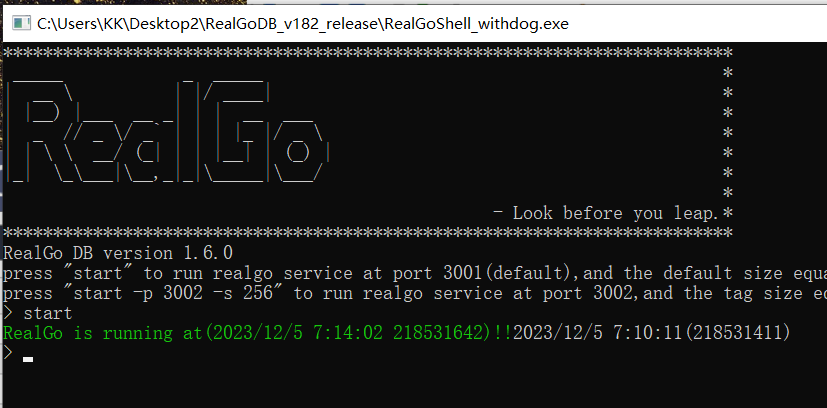 C:\Users\KK\Desktop2\RealGoDB_v182_release\RealGoShell_withdog.exe
RealGo
- Look before you leap.*
RealGo DB version 1.6.0
press "start" to run realgo service at port 3001(default),and the default size equa
press "start -p 3002 -s 256" to run realgo service at port 3002,and the tag size eq
> start
RealGo is running at(2023/12/5 7:14:02 218531642)!!2023/12/5 7:10:11(218531411)
>